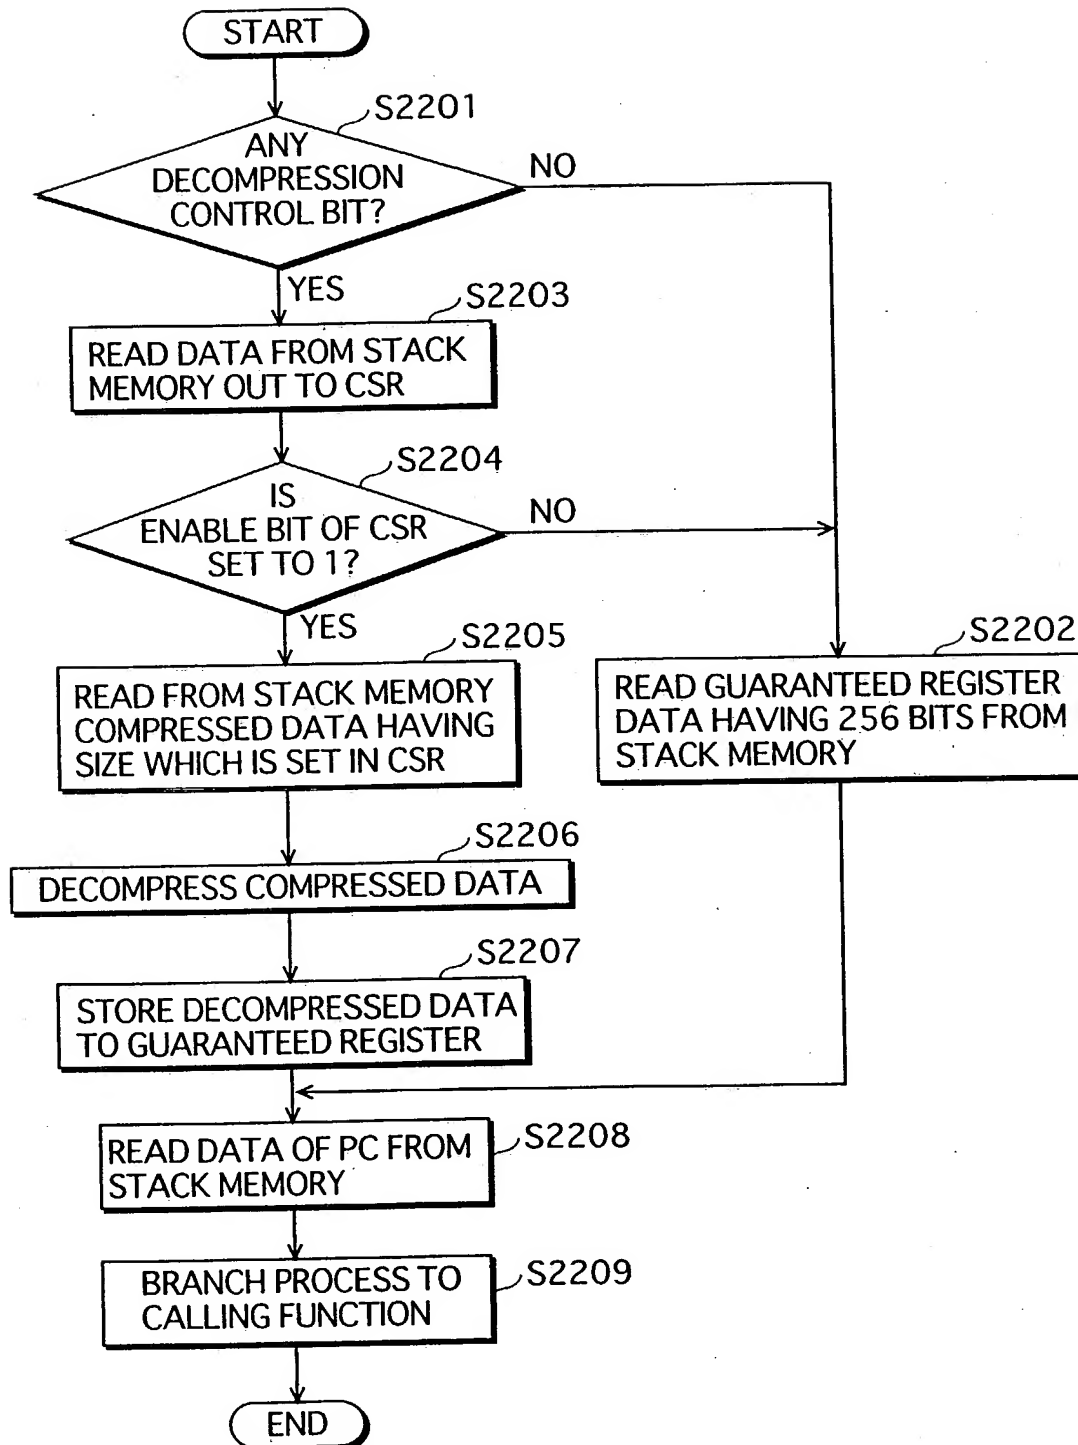 START
S2201
ANY
DECOMPRESSION
CONTROL BIT?
NO
YES
S2203
READ DATA FROM STACK
MEMORY OUT TO CSR
S2204
IS
ENABLE BIT OF CSR
SET TO 1?
NO
YES
S2205
READ FROM STACK MEMORY
COMPRESSED DATA HAVING
SIZE WHICH IS SET IN CSR
S2202
READ GUARANTEED REGISTER
DATA HAVING 256 BITS FROM
STACK MEMORY
S2206
DECOMPRESS COMPRESSED DATA
S2207
STORE DECOMPRESSED DATA
TO GUARANTEED REGISTER
S2208
READ DATA OF PC FROM
STACK MEMORY
S2209
BRANCH PROCESS TO
CALLING FUNCTION
END